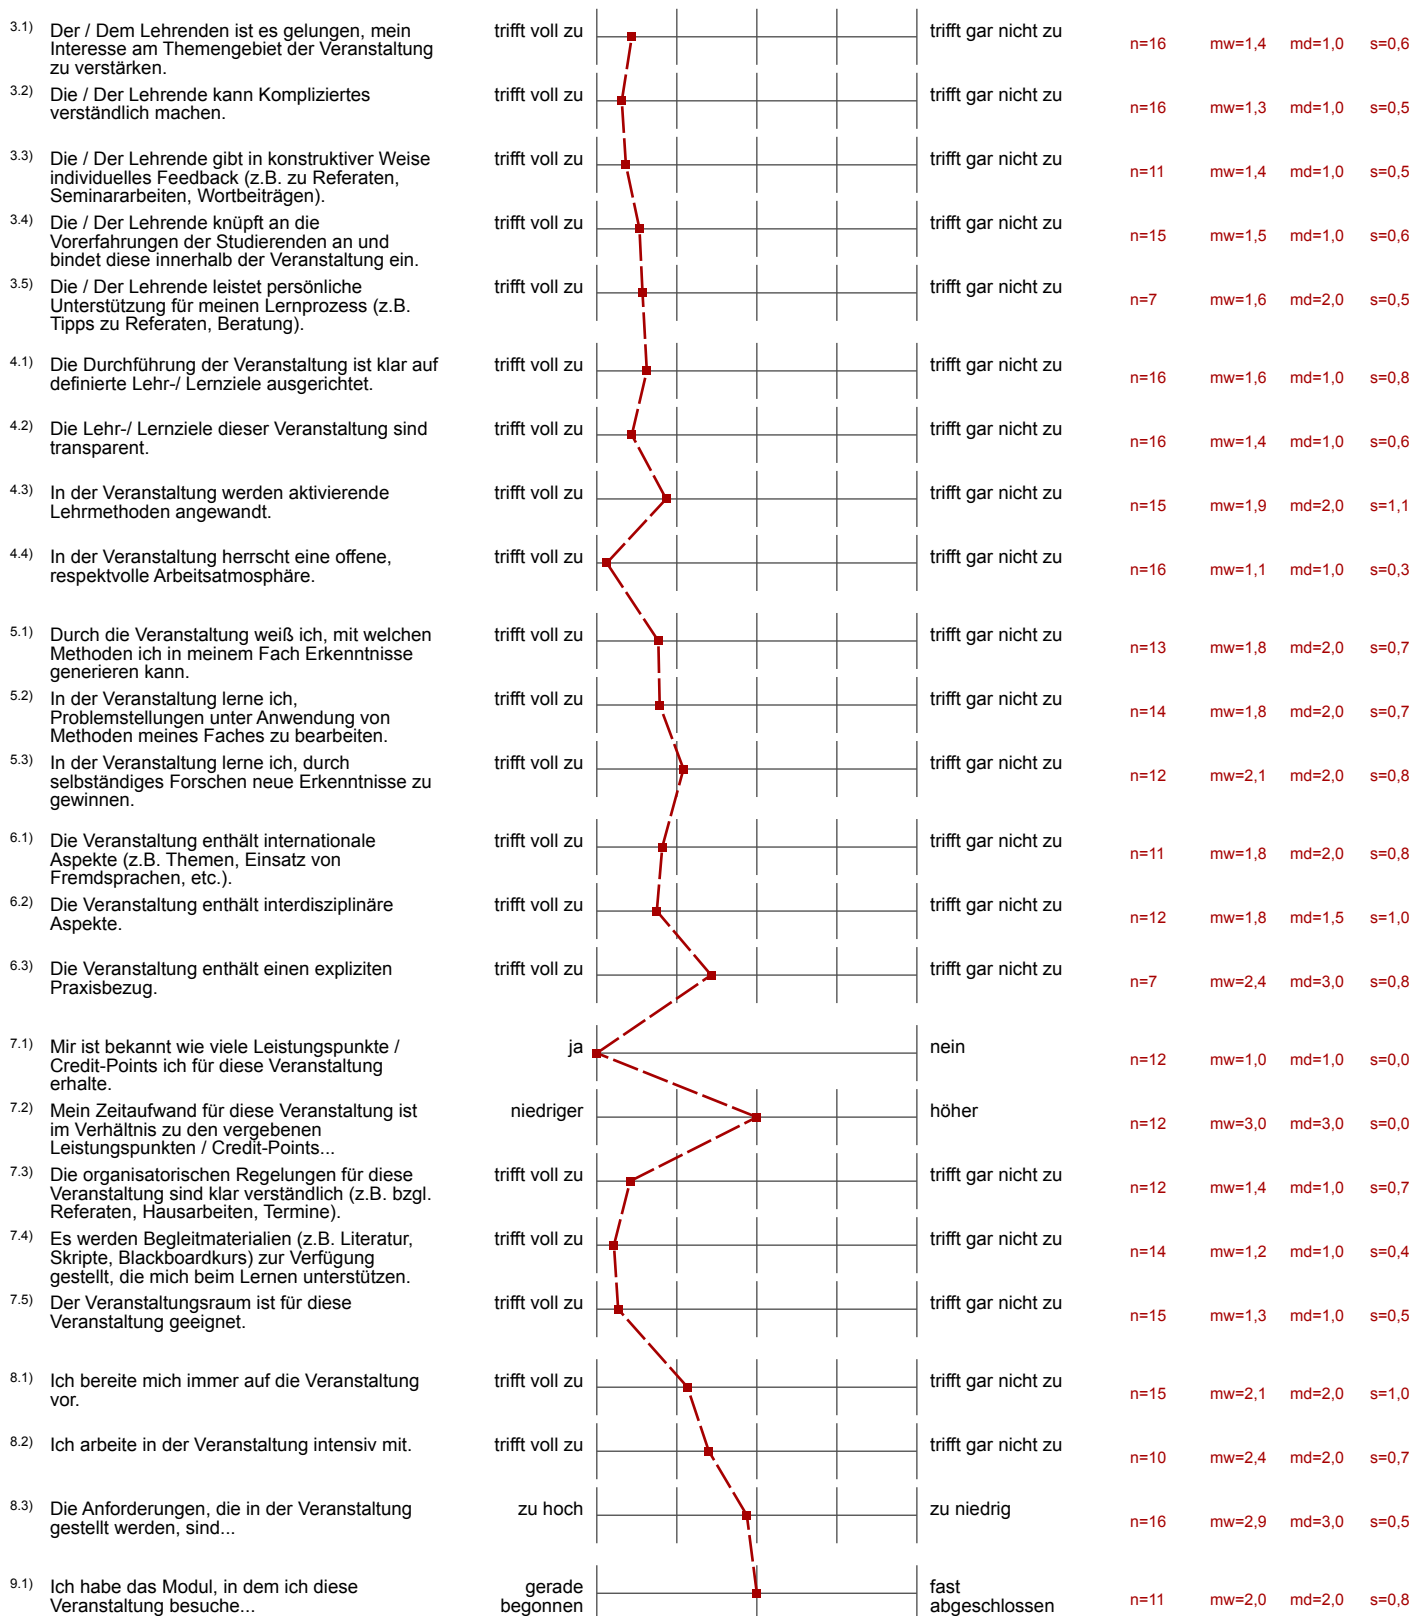 3.1) Der / Dem Lehrenden ist es gelungen, mein
Interesse am Themengebiet der Veranstaltung
zu verstärken.
trifft voll zu
trifft gar nicht zu
n=16 mw=1,4 md=1,0 s=0,6
3.2) Die / Der Lehrende kann Kompliziertes
verständlich machen.
trifft voll zu
trifft gar nicht zu
n=16 mw=1,3 md=1,0 s=0,5
3.3) Die / Der Lehrende gibt in konstruktiver Weise
individuelles Feedback (z.B. zu Referaten,
Seminararbeiten, Wortbeiträgen).
trifft voll zu
trifft gar nicht zu
n=11 mw=1,4 md=1,0 s=0,5
3.4) Die / Der Lehrende knüpft an die
Vorerfahrungen der Studierenden an und
bindet diese innerhalb der Veranstaltung ein.
trifft voll zu
trifft gar nicht zu
n=15 mw=1,5 md=1,0 s=0,6
3.5) Die / Der Lehrende leistet persönliche
Unterstützung für meinen Lernprozess (z.B.
Tipps zu Referaten, Beratung).
trifft voll zu
trifft gar nicht zu
n=7 mw=1,6 md=2,0 s=0,5
4.1) Die Durchführung der Veranstaltung ist klar auf
definierte Lehr-/ Lernziele ausgerichtet.
trifft voll zu
trifft gar nicht zu
n=16 mw=1,6 md=1,0 s=0,8
4.2) Die Lehr-/ Lernziele dieser Veranstaltung sind
transparent.
trifft voll zu
trifft gar nicht zu
n=16 mw=1,4 md=1,0 s=0,6
4.3) In der Veranstaltung werden aktivierende
Lehrmethoden angewandt.
trifft voll zu
trifft gar nicht zu
n=15 mw=1,9 md=2,0 s=1,1
4.4) In der Veranstaltung herrscht eine offene,
respektvolle Arbeitsatmosphäre.
trifft voll zu
trifft gar nicht zu
n=16 mw=1,1 md=1,0 s=0,3
5.1) Durch die Veranstaltung weiß ich, mit welchen
Methoden ich in meinem Fach Erkenntnisse
generieren kann.
trifft voll zu
trifft gar nicht zu
n=13 mw=1,8 md=2,0 s=0,7
5.2) In der Veranstaltung lerne ich,
Problemstellungen unter Anwendung von
Methoden meines Faches zu bearbeiten.
trifft voll zu
trifft gar nicht zu
n=14 mw=1,8 md=2,0 s=0,7
5.3) In der Veranstaltung lerne ich, durch
selbständiges Forschen neue Erkenntnisse zu
gewinnen.
trifft voll zu
trifft gar nicht zu
n=12 mw=2,1 md=2,0 s=0,8
6.1) Die Veranstaltung enthält internationale
Aspekte (z.B. Themen, Einsatz von
Fremdsprachen, etc.).
trifft voll zu
trifft gar nicht zu
n=11 mw=1,8 md=2,0 s=0,8
6.2) Die Veranstaltung enthält interdisziplinäre
Aspekte.
trifft voll zu
trifft gar nicht zu
n=12 mw=1,8 md=1,5 s=1,0
6.3) Die Veranstaltung enthält einen expliziten
Praxisbezug.
trifft voll zu
trifft gar nicht zu
n=7 mw=2,4 md=3,0 s=0,8
7.1) Mir ist bekannt wie viele Leistungspunkte /
Credit-Points ich für diese Veranstaltung
erhalte.
ja
nein
n=12 mw=1,0 md=1,0 s=0,0
7.2) Mein Zeitaufwand für diese Veranstaltung ist
im Verhältnis zu den vergebenen
Leistungspunkten / Credit-Points...
niedriger
höher
n=12 mw=3,0 md=3,0 s=0,0
7.3) Die organisatorischen Regelungen für diese
Veranstaltung sind klar verständlich (z.B. bzgl.
Referaten, Hausarbeiten, Termine).
trifft voll zu
trifft gar nicht zu
n=12 mw=1,4 md=1,0 s=0,7
7.4) Es werden Begleitmaterialien (z.B. Literatur,
Skripte, Blackboardkurs) zur Verfügung
gestellt, die mich beim Lernen unterstützen.
trifft voll zu
trifft gar nicht zu
n=14 mw=1,2 md=1,0 s=0,4
7.5) Der Veranstaltungsraum ist für diese
Veranstaltung geeignet.
trifft voll zu
trifft gar nicht zu
n=15 mw=1,3 md=1,0 s=0,5
8.1) Ich bereite mich immer auf die Veranstaltung
vor.
trifft voll zu
trifft gar nicht zu
n=15 mw=2,1 md=2,0 s=1,0
8.2) Ich arbeite in der Veranstaltung intensiv mit.
trifft voll zu
trifft gar nicht zu
n=10 mw=2,4 md=2,0 s=0,7
8.3) Die Anforderungen, die in der Veranstaltung
gestellt werden, sind...
zu hoch
zu niedrig
n=16 mw=2,9 md=3,0 s=0,5
9.1) Ich habe das Modul, in dem ich diese
Veranstaltung besuche...
gerade
begonnen
fast
abgeschlossen
n=11 mw=2,0 md=2,0 s=0,8